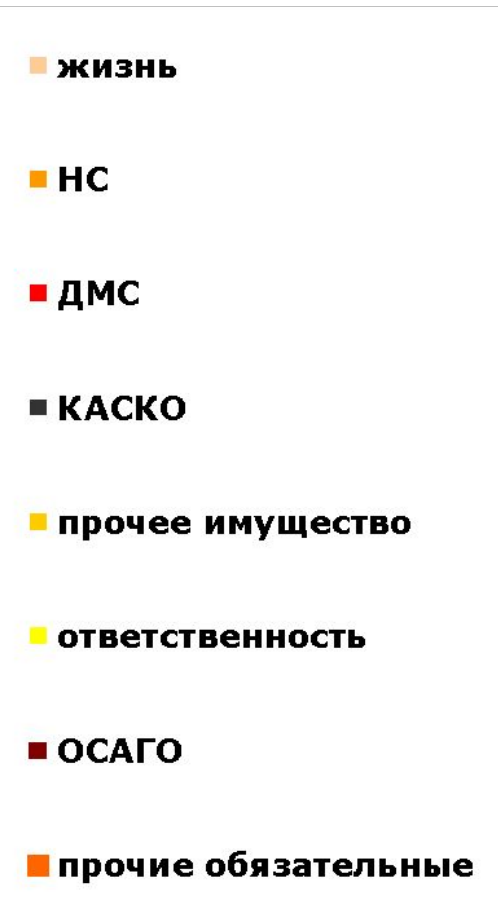 жизнь
НС
ДМС
КАСКО
прочее имущество
ответственность
ОСАГО
прочие обязательные